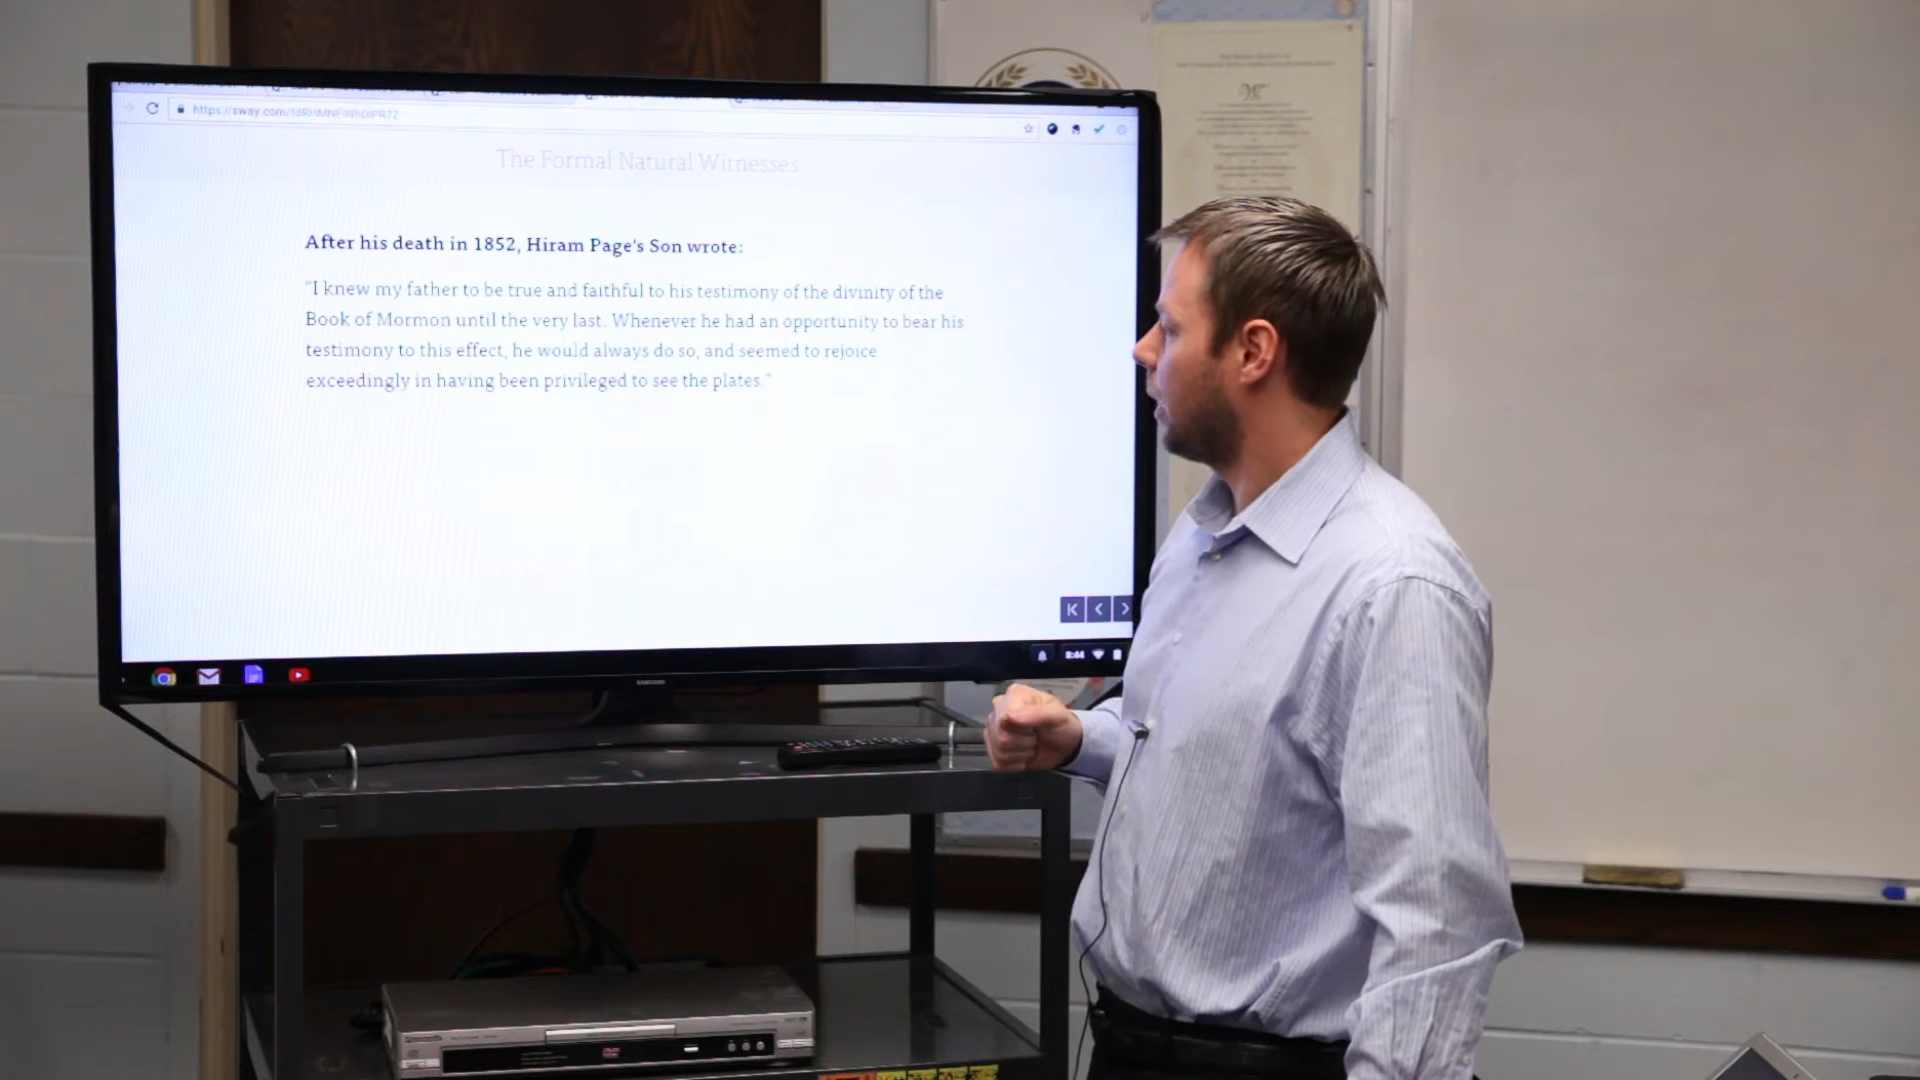 The Formal Natural Witnesses
After his death in 1852, Hiram Page's Son wrote:
"I knew my father to be true and faithful to his testimony of the divinity of the
Book of Mormon until the very last. Whenever he had an opportunity to bear his
testimony to this effect, he would always do so, and seemed to rejoice
exceedingly in having been privileged to see the plates."
8:44
SAMSUNG